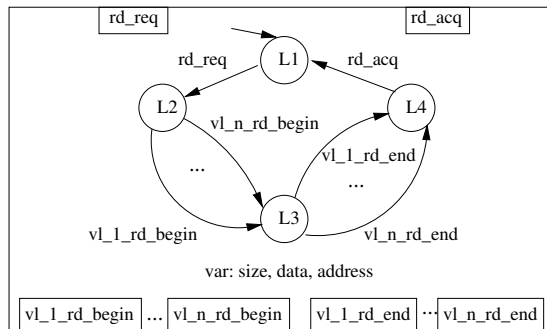 rd_req
rd_acq
L1
rd_req
rd_acq
L2
L4
vl_n_rd_begin
vl_1_rd_end
...
...
L3
vl_1_rd_begin
vl_n_rd_end
var: size, data, address
vl_1_rd_begin ... vl_n_rd_begin vl_1_rd_end ... vl_n_rd_end